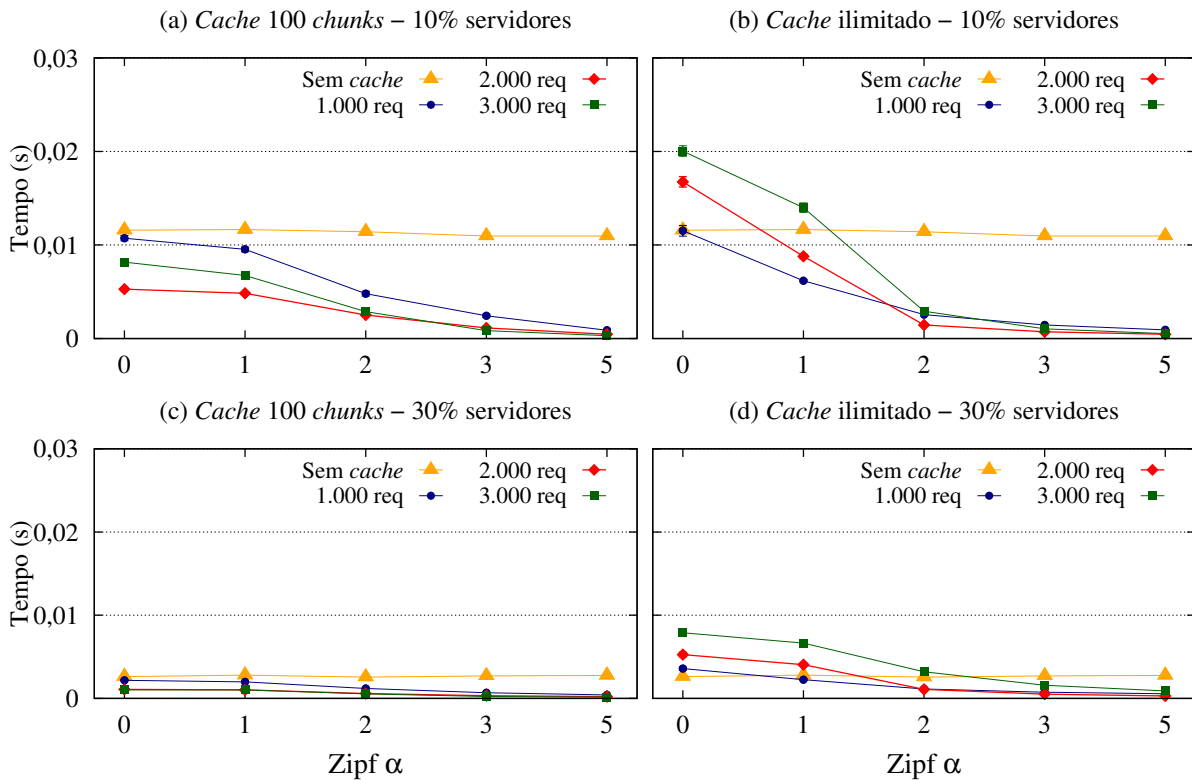 (a) Cache 100 chunks – 10% servidores
(b) Cache ilimitado – 10% servidores
0,03
0,02
0,01
0
Tempo (s)
Sem cache
1.000 req
2.000 req
3.000 req
0 1 2 3 5
Sem cache
1.000 req
2.000 req
3.000 req
0 1 2 3 5
(c) Cache 100 chunks – 30% servidores
(d) Cache ilimitado – 30% servidores
0,03
0,02
0,01
0
Tempo (s)
Sem cache
1.000 req
2.000 req
3.000 req
0 1 2 3 5
Zipf α
Sem cache
1.000 req
2.000 req
3.000 req
0 1 2 3 5
Zipf α